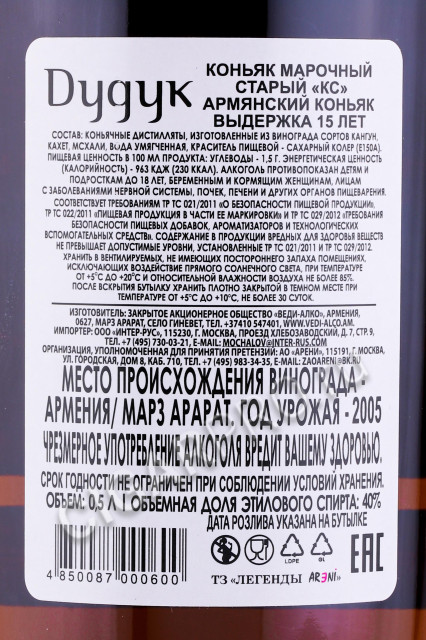 Dудук
КОНЬЯК МАРОЧНЫЙ
СТАРЫЙ «КС»
АРМЯНСКИЙ КОНЬЯК
ВЫДЕРЖКА 15 ЛЕТ
СОСТАВ: КОНЬЯЧНЫЕ ДИСТИЛЛЯТЫ, ИЗГОТОВЛЕННЫЕ ИЗ ВИНОГРАДА СОРТОВ КАНГУН,
КАХЕТ, МСХАЛИ, ВОДА УМЯГЧЕННАЯ, КРАСИТЕЛЬ ПИЩЕВОЙ - САХАРНЫЙ КОЛЕР (Е150А).
ПИЩЕВАЯ ЦЕННОСТЬ В 100 МЛ ПРОДУКТА: УГЛЕВОДЫ - 1,5 Г. ЭНЕРГЕТИЧЕСКАЯ ЦЕННОСТЬ
(КАЛОРИЙНОСТЬ) - 963 КДЖ (230 ККАЛ). АЛКОГОЛЬ ПРОТИВОПОКАЗАН ДЕТЯМ И
ПОДРОСТКАМ ДО 18 ЛЕТ, БЕРЕМЕННЫМ И КОРМЯЩИМ ЖЕНЩИНАМ, ЛИЦАМ
С ЗАБОЛЕВАНИЯМИ НЕРВНОЙ СИСТЕМЫ, ПОЧЕК, ПЕЧЕНИ И ДРУГИХ ОРГАНОВ ПИЩЕВАРЕНИЯ.
СООТВЕТСТВУЕТ ТРЕБОВАНИЯМ ТР ТС 021/2011 «О БЕЗОПАСНОСТИ ПИЩЕВОЙ ПРОДУКЦИИ»,
ТР ТС 022/2011 «ПИЩЕВАЯ ПРОДУКЦИЯ В ЧАСТИ ЕЕ МАРКИРОВКИ» И ТР ТС 029/2012 «ТРЕБОВАНИЯ
БЕЗОПАСНОСТИ ПИЩЕВЫХ ДОБАВОК, АРОМАТИЗАТОРОВ И ТЕХНОЛОГИЧЕСКИХ
ВСПОМОГАТЕЛЬНЫХ СРЕДСТВ». СОДЕРЖАНИЕ В ПРОДУКЦИИ ВРЕДНЫХ ДЛЯ ЗДОРОВЬЯ ВЕЩЕСТВ
НЕ ПРЕВЫШАЕТ ДОПУСТИМЫЕ УРОВНИ, УСТАНОВЛЕННЫЕ ТР ТС 021/2011 И ТР ТС 029/2012.
ХРАНИТЬ В ВЕНТИЛИРУЕМЫХ, НЕ ИМЕЮЩИХ ПОСТОРОННЕГО ЗАПАХА ПОМЕЩЕНИЯХ,
ИСКЛЮЧАЮЩИХ ВОЗДЕЙСТВИЕ ПРЯМОГО СОЛНЕЧНОГО СВЕТА, ПРИ ТЕМПЕРАТУРЕ
ОТ +5°С ДО +20°С И ОТНОСИТЕЛЬНОЙ ВЛАЖНОСТИ ВОЗДУХА НЕ БОЛЕЕ 85%.
ПОСЛЕ ВСКРЫТИЯ БУТЫЛКУ ХРАНИТЬ ПЛОТНО ЗАКРЫТОЙ В ТЕМНОМ МЕСТЕ ПРИ
ТЕМПЕРАТУРЕ ОТ +5°С ДО +10°С, НЕ БОЛЕЕ 30 СУТОК.
ИЗГОТОВИТЕЛЬ: ЗАКРЫТОЕ АКЦИОНЕРНОЕ ОБЩЕСТВО «ВЕДИ-АЛКО», АРМЕНИЯ,
0627, МАРЗ АРАРАТ, СЕЛО ГИНЕВЕТ, ТЕЛ. +37410 547401, WWW.VEDI-ALCO.AM.
ИМПОРТЕР: ООО «ИНТЕР-РУС», 115230, Г. МОСКВА, ПРОЕЗД ХЛЕБОЗАВОДСКИЙ, Д.7, СТР. 9,
ТЕЛ. +7 (495) 730-03-21, E-MAIL: MOCHALOV@INTER-RUS.COM
ОРГАНИЗАЦИЯ, УПОЛНОМОЧЕННАЯ ДЛЯ ПРИНЯТИЯ ПРЕТЕНЗИЙ: АО «АРЕНИ», 115191, Г. МОСКВА,
УЛ. ГОРОДСКАЯ, ДОМ 8, КАБ. 710, ТЕЛ. +7 (495) 983-34-35, E-MAIL: ZAOARENI@BK.RU
МЕСТО ПРОИСХОЖДЕНИЯ ВИНОГРАДА -
АРМЕНИЯ/ МАРЗ АРАРАТ, ГОД УРОЖАЯ - 2005
ЧРЕЗМЕРНОЕ УПОТРЕБЛЕНИЕ АЛКОГОЛЯ ВРЕДИТ ВАШЕМУ ЗДОРОВЬЮ.
СРОК ГОДНОСТИ НЕ ОГРАНИЧЕН ПРИ СОБЛЮДЕНИИ УСЛОВИЙ ХРАНЕНИЯ.
ОБЪЕМ: 0,5 Л | ОБЪЕМНАЯ ДОЛЯ ЭТИЛОВОГО СПИРТА: 40%
ДАТА РОЗЛИВА УКАЗАНА НА БУТЫЛКЕ
LDPE
GL
EAC
4 850087 000600
ТЗ «ЛЕГЕНДЫ ARЭNI»